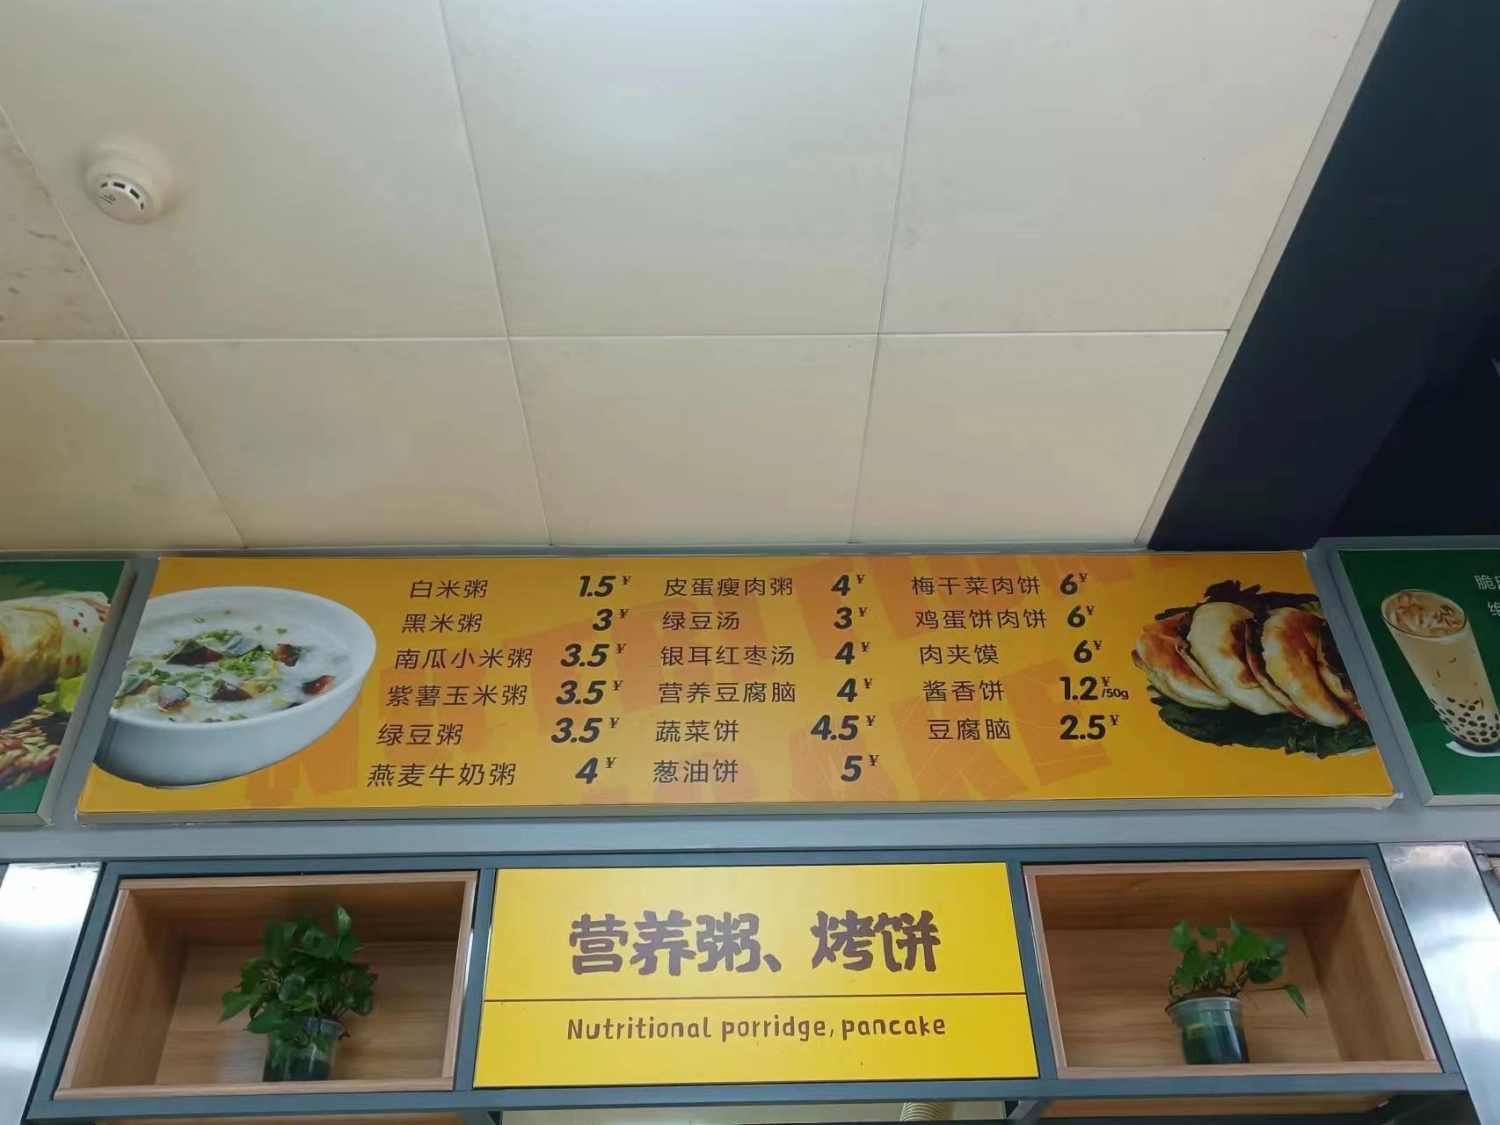 白米粥 1.5¥
黑米粥 3¥
南瓜小米粥 3.5¥
紫薯玉米粥 3.5¥
绿豆粥 3.5¥
燕麦牛奶粥 4¥
皮蛋瘦肉粥 4¥
绿豆汤 3¥
银耳红枣汤 4¥
营养豆腐脑 4¥
蔬菜饼 4.5¥
葱油饼 5¥
梅干菜肉饼 6¥
鸡蛋饼肉饼 6¥
肉夹馍 6¥
酱香饼 1.2¥/50g
豆腐脑 2.5¥
营养粥、烤饼
Nutritional porridge, pancake